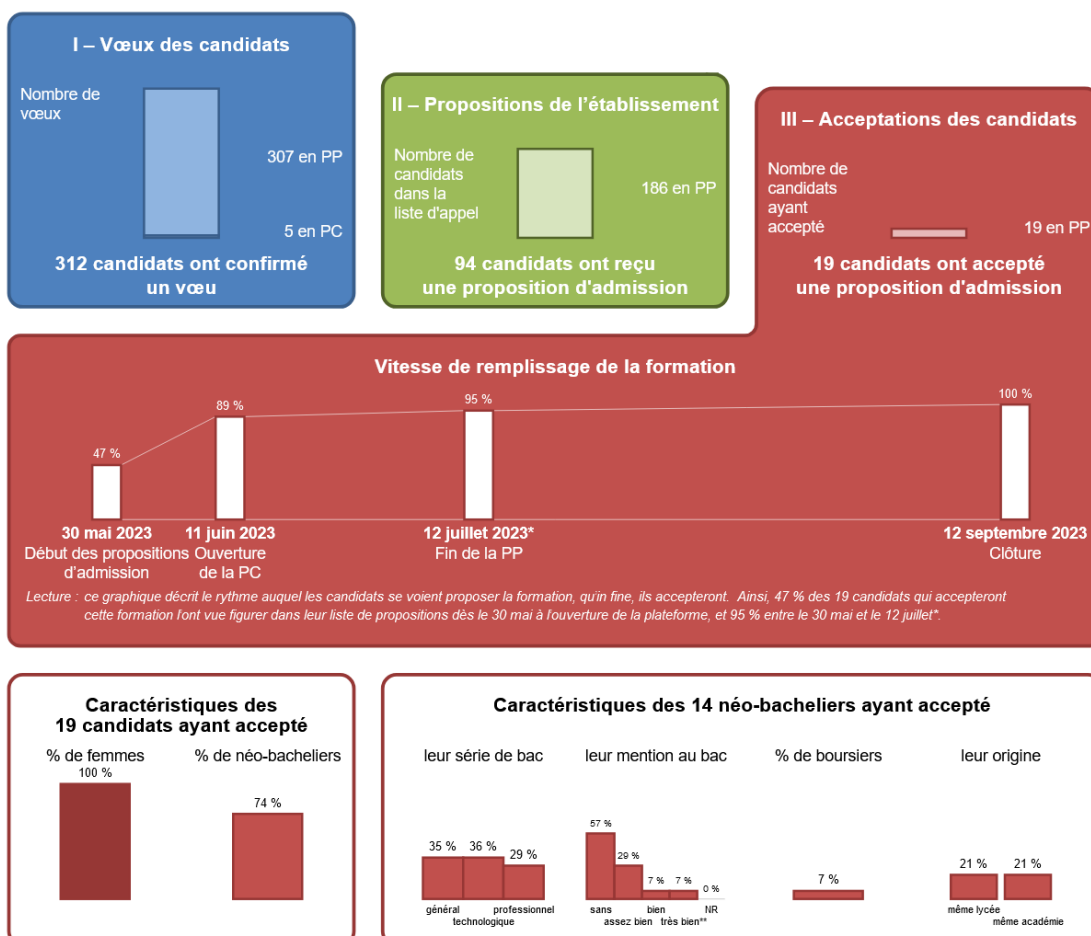 I – Vœux des candidats
Nombre de
vœux
307 en PP
5 en PC
312 candidats ont confirmé
un vœu
II – Propositions de l'établissement
Nombre de
candidats
dans la
liste d'appel
186 en PP
94 candidats ont reçu
une proposition d'admission
III – Acceptations des candidats
Nombre de
candidats
ayant
accepté
19 en PP
19 candidats ont accepté
une proposition d'admission
Vitesse de remplissage de la formation
47 %
89 %
95 %
100 %
30 mai 2023
Début des propositions
d'admission
11 juin 2023
Ouverture
de la PC
12 juillet 2023*
Fin de la PP
12 septembre 2023
Clôture
Lecture : ce graphique décrit le rythme auquel les candidats se voient proposer la formation, qu'in fine, ils accepteront. Ainsi, 47 % des 19 candidats qui accepteront
cette formation l'ont vue figurer dans leur liste de propositions dès le 30 mai à l'ouverture de la plateforme, et 95 % entre le 30 mai et le 12 juillet*.
Caractéristiques des
19 candidats ayant accepté
% de femmes
100 %
% de néo-bacheliers
74 %
Caractéristiques des 14 néo-bacheliers ayant accepté
leur série de bac
35 %
36 %
29 %
général
technologique
professionnel
leur mention au bac
57 %
29 %
7 %
7 %
0 %
sans
assez bien
bien
très bien**
NR
% de boursiers
7 %
leur origine
21 %
21 %
même lycée
même académie